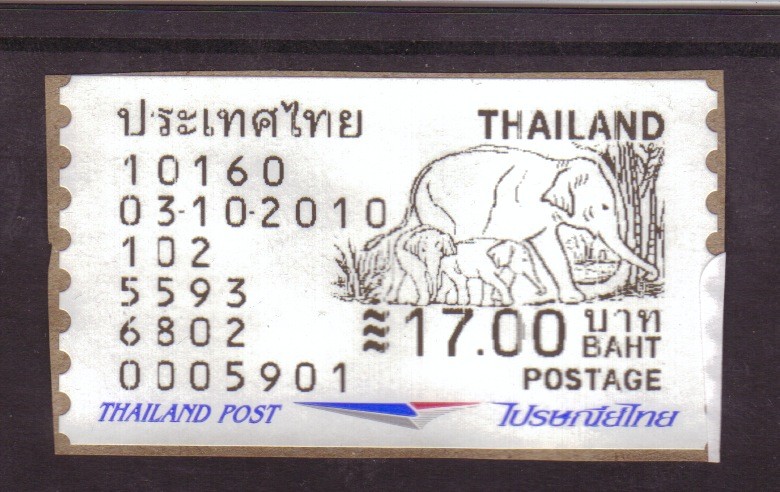 ประเทศไทย
THAILAND
10160
03-10-2010
102
5593
6802
0005901
17.00 บาท
BAHT
POSTAGE
THAILAND POST
ไปรษณีย์ไทย